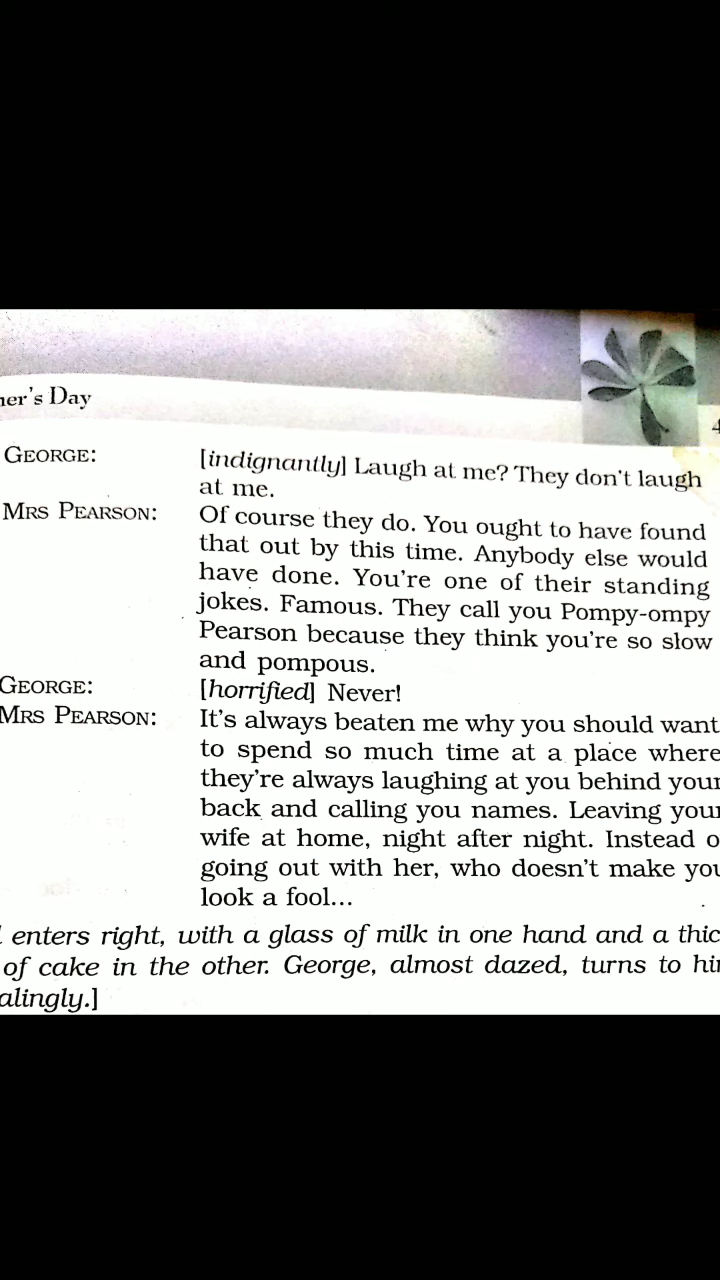 ner's Day
4
GEORGE: [indignantly] Laugh at me? They don't laugh
at me.
MRS PEARSON: Of course they do. You ought to have found
that out by this time. Anybody else would
have done. You're one of their standing
jokes. Famous. They call you Pompy-ompy
Pearson because they think you're so slow
and pompous.
GEORGE: [horrified] Never!
MRS PEARSON: It's always beaten me why you should want
to spend so much time at a place where
they're always laughing at you behind your
back and calling you names. Leaving your
wife at home, night after night. Instead o
going out with her, who doesn't make you
look a fool...
enters right, with a glass of milk in one hand and a thic
of cake in the other. George, almost dazed, turns to hi
alingly.]